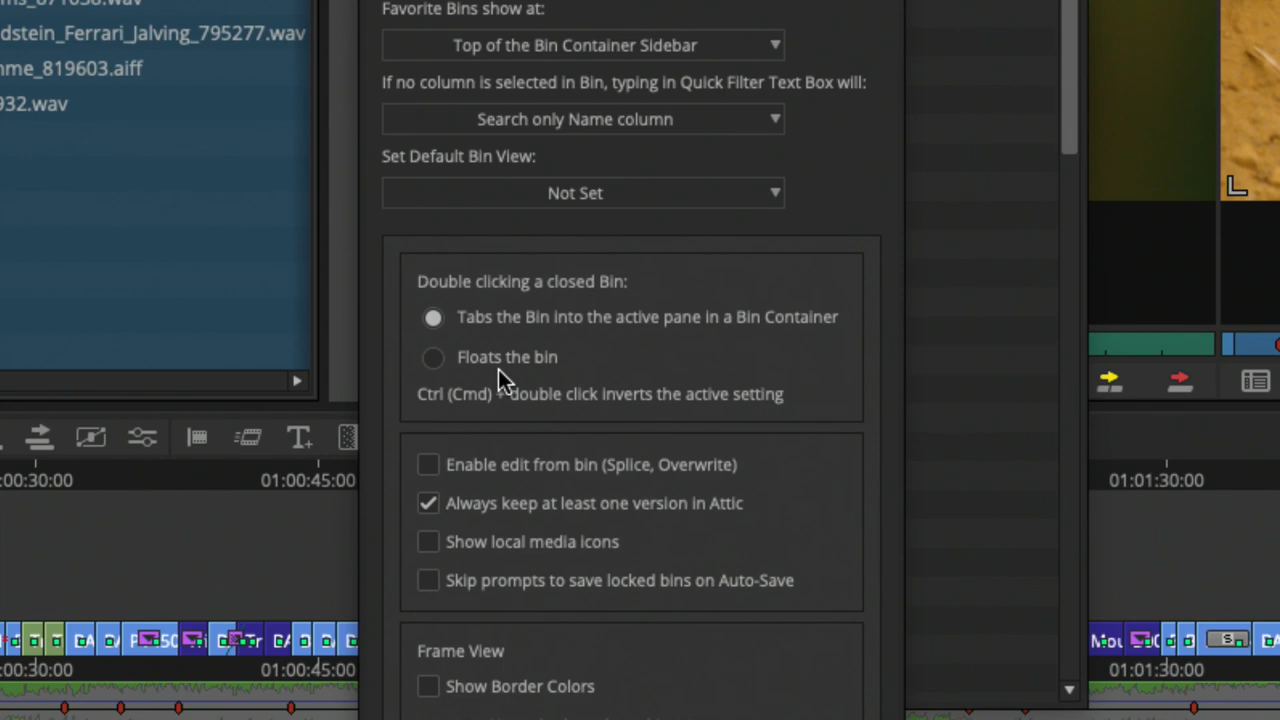 Favorite Bins show at:
dstein_Ferrari_Jalving_795277.wav
Top of the Bin Container Sidebar
me_819603.aiff
If no column is selected in Bin, typing in Quick Filter Text Box will:
932.wav
Search only Name column
Set Default Bin View:
Not Set
Double clicking a closed Bin:
Tabs the Bin into the active pane in a Bin Container
Floats the bin
Ctrl (Cmd) + double click inverts the active setting
Enable edit from bin (Splice, Overwrite)
:00:30:00
01:00:45:00
01:01:30:00
Always keep at least one version in Attic
Show local media icons
Skip prompts to save locked bins on Auto-Save
Frame View
:00:30:00
01:00:45:00
01:01:30:00
Show Border Colors